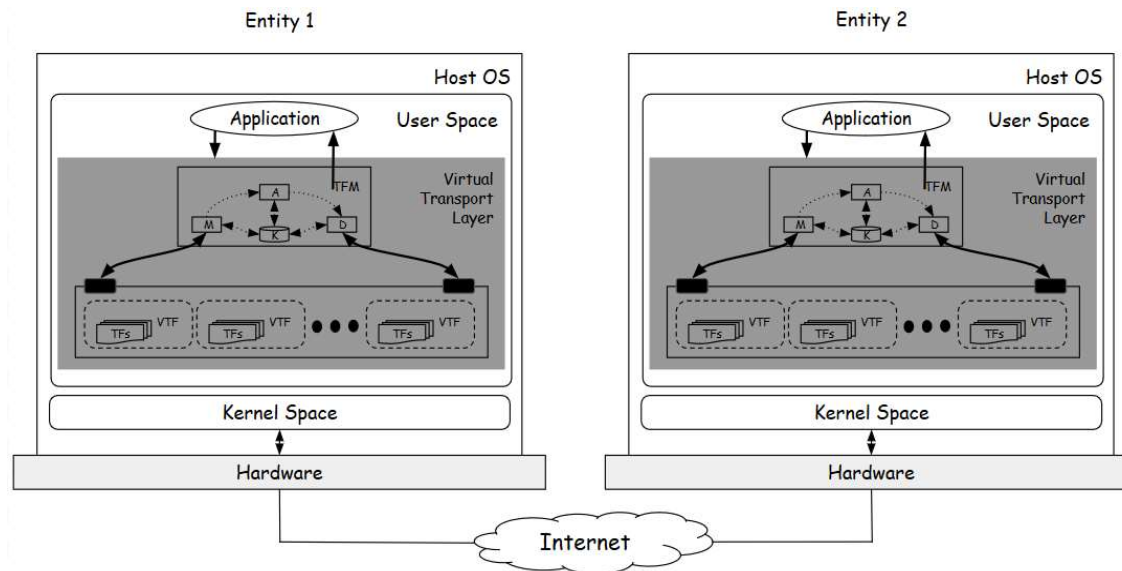 Entity 1
Host OS
User Space
Application
Virtual
Transport
Layer
TFM
A
M
D
K
TFs
VTF
TFs
VTF
TFs
VTF
Kernel Space
Hardware
Entity 2
Host OS
User Space
Application
Virtual
Transport
Layer
TFM
A
M
D
K
TFs
VTF
TFs
VTF
TFs
VTF
Kernel Space
Hardware
Internet